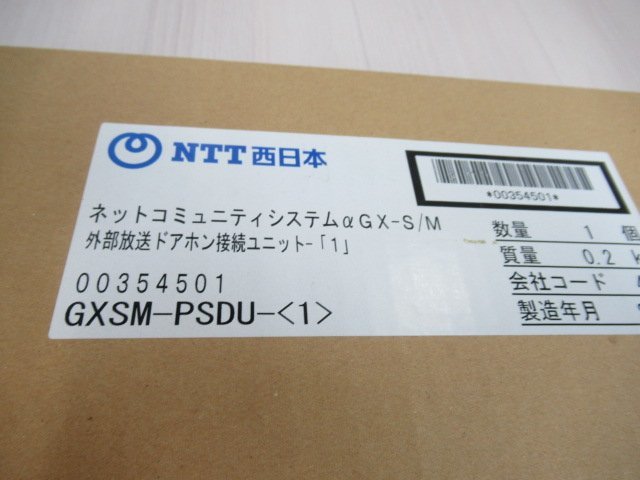 NTT西日本
*00354501*
ネットコミュニティシステムαGX-S/M
外部放送ドアホン接続ユニット-「1」
00354501
GXSM-PSDU-<1>
数量 1 個
質量 0.2
会社コード
製造年月